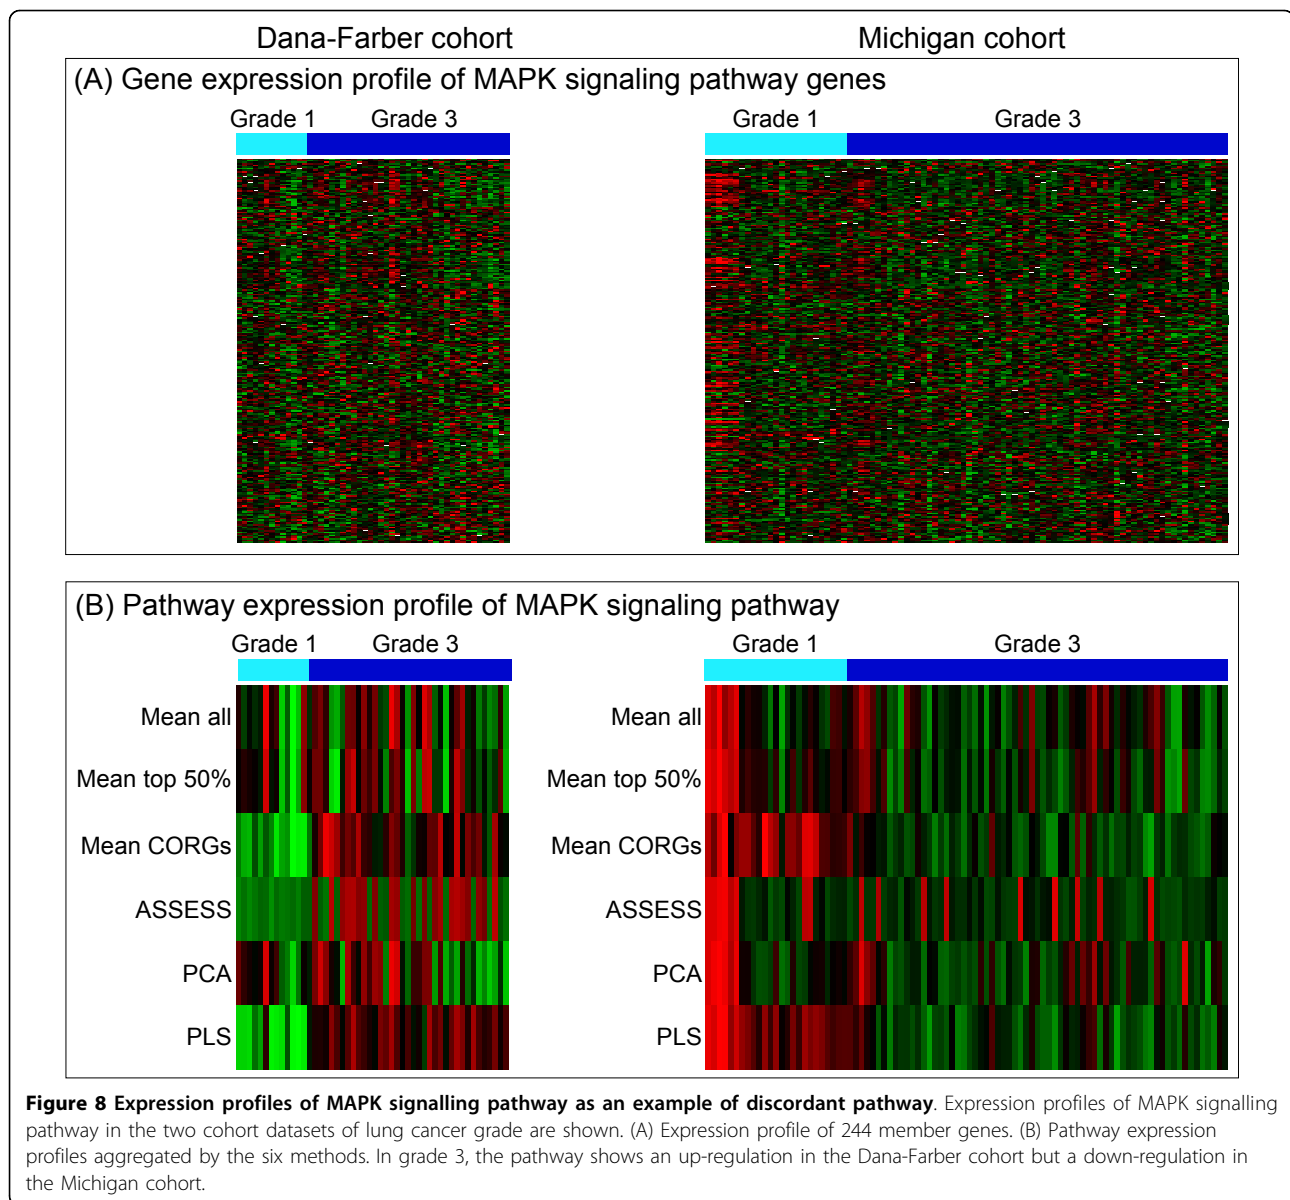 Dana-Farber cohort
Michigan cohort
(A) Gene expression profile of MAPK signaling pathway genes
Grade 1
Grade 3
Grade 1
Grade 3
(B) Pathway expression profile of MAPK signaling pathway
Grade 1
Grade 3
Grade 1
Grade 3
Mean all
Mean top 50%
Mean CORGs
ASSESS
PCA
PLS
Mean all
Mean top 50%
Mean CORGs
ASSESS
PCA
PLS
Figure 8 Expression profiles of MAPK signalling pathway as an example of discordant pathway. Expression profiles of MAPK signalling
pathway in the two cohort datasets of lung cancer grade are shown. (A) Expression profile of 244 member genes. (B) Pathway expression
profiles aggregated by the six methods. In grade 3, the pathway shows an up-regulation in the Dana-Farber cohort but a down-regulation in
the Michigan cohort.